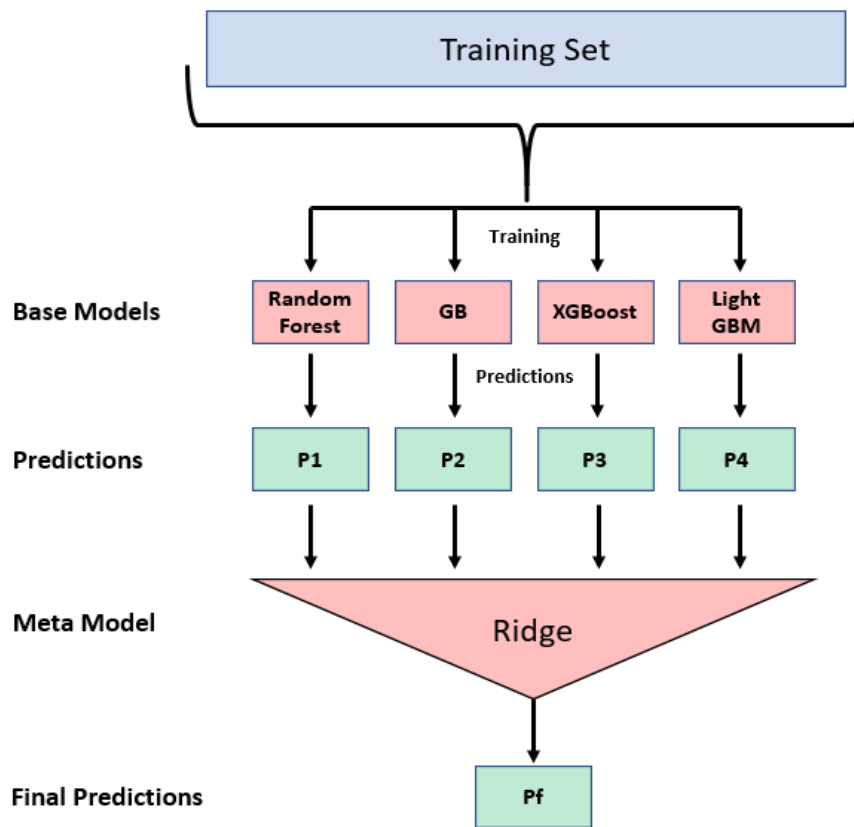 Training Set
Training
Base Models
Random
Forest
GB
XGBoost
Light
GBM
Predictions
Predictions
P1
P2
P3
P4
Meta Model
Ridge
Final Predictions
Pf